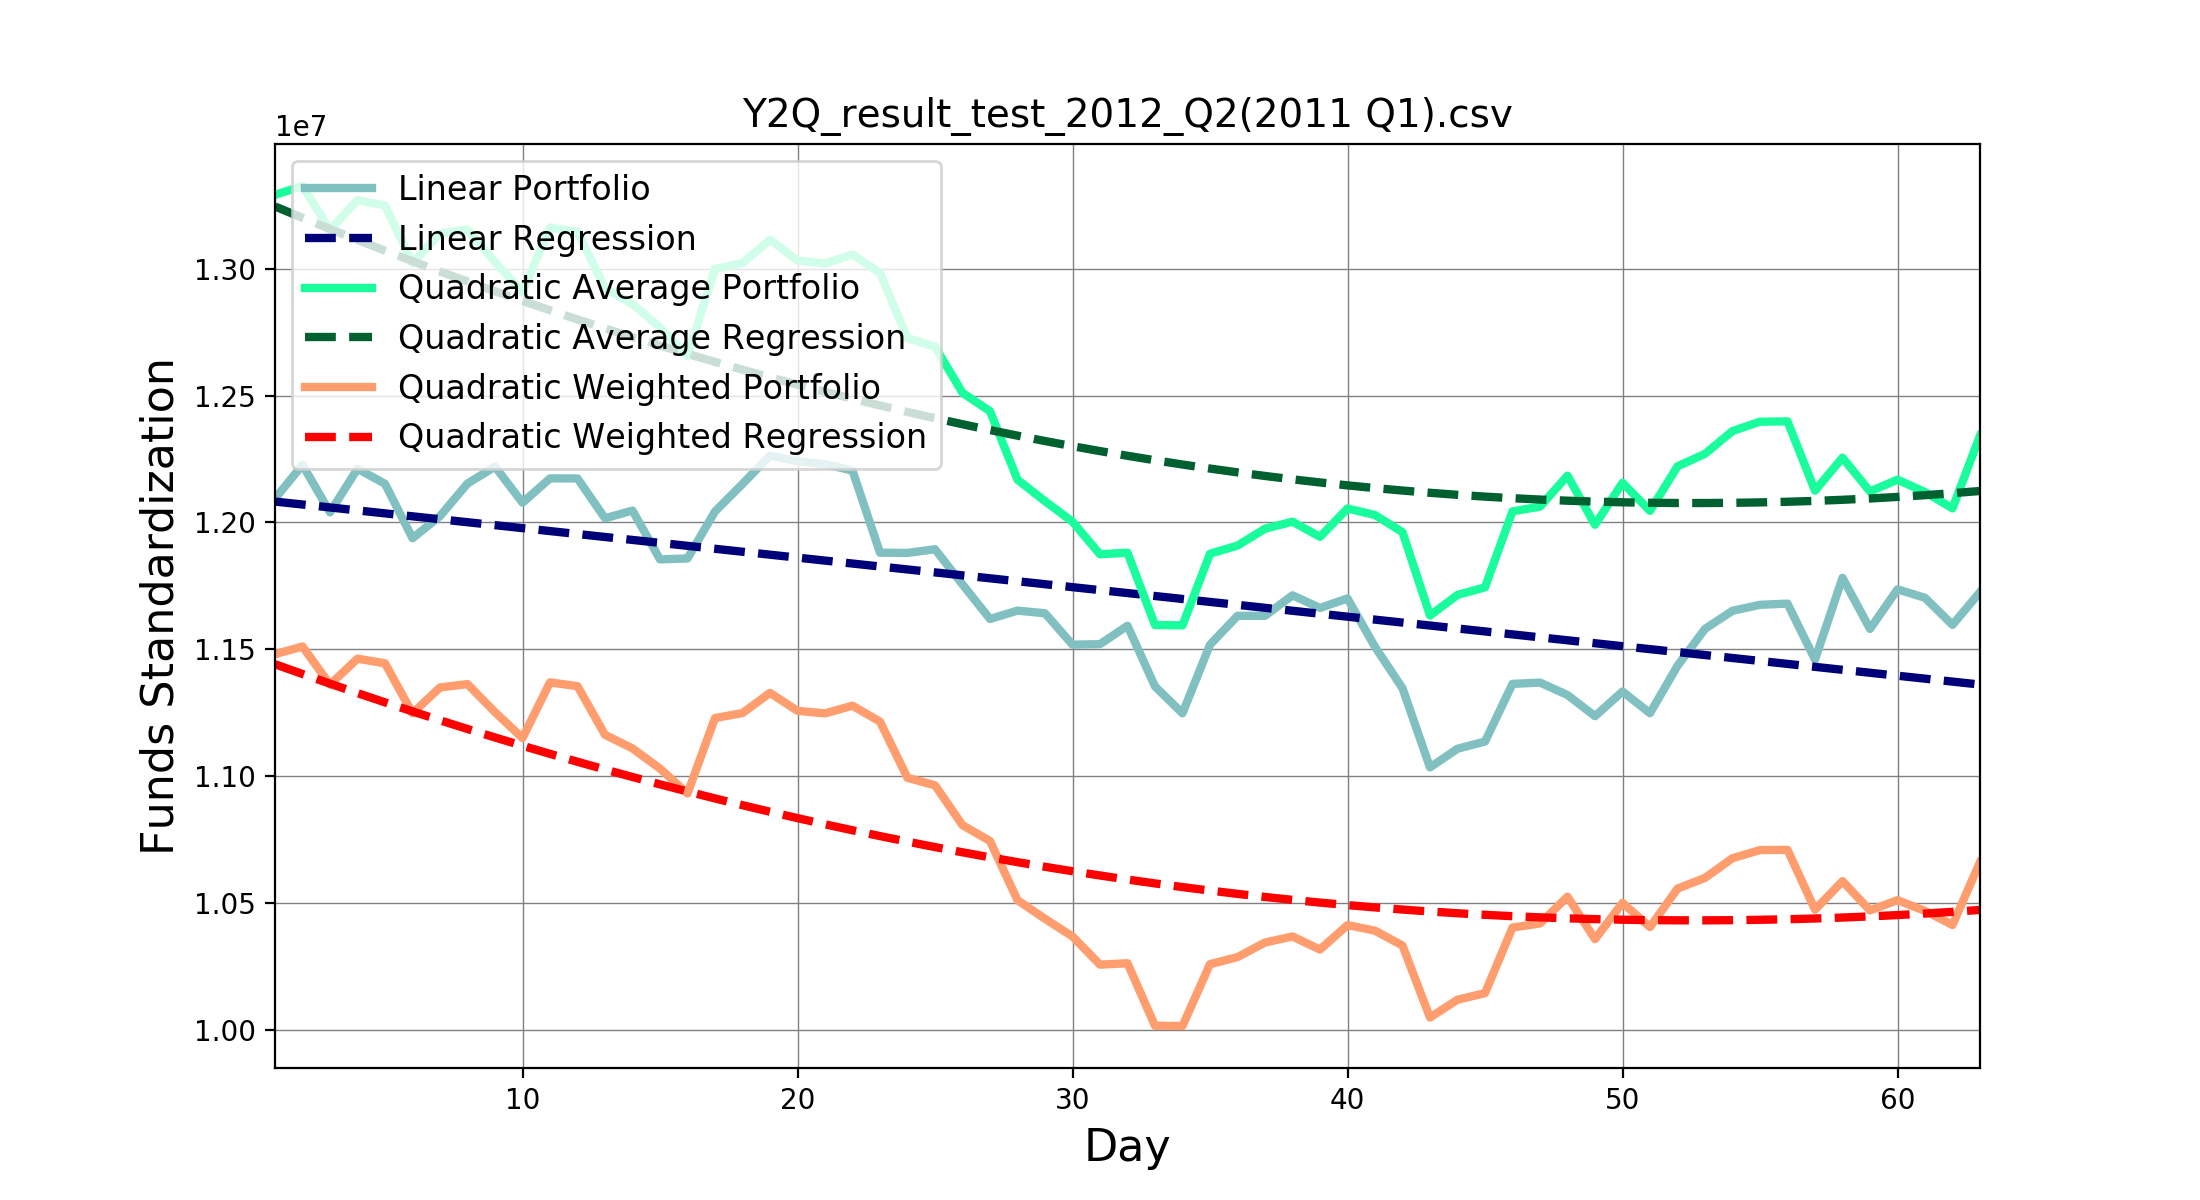 Y2Q_result_test_2012_Q2(2011 Q1).csv
1e7
Linear Portfolio
Linear Regression
Quadratic Average Portfolio
Quadratic Average Regression
Quadratic Weighted Portfolio
Quadratic Weighted Regression
1.30
1.25
1.20
1.15
1.10
1.05
1.00
Funds Standardization
10 20 30 40 50 60
Day